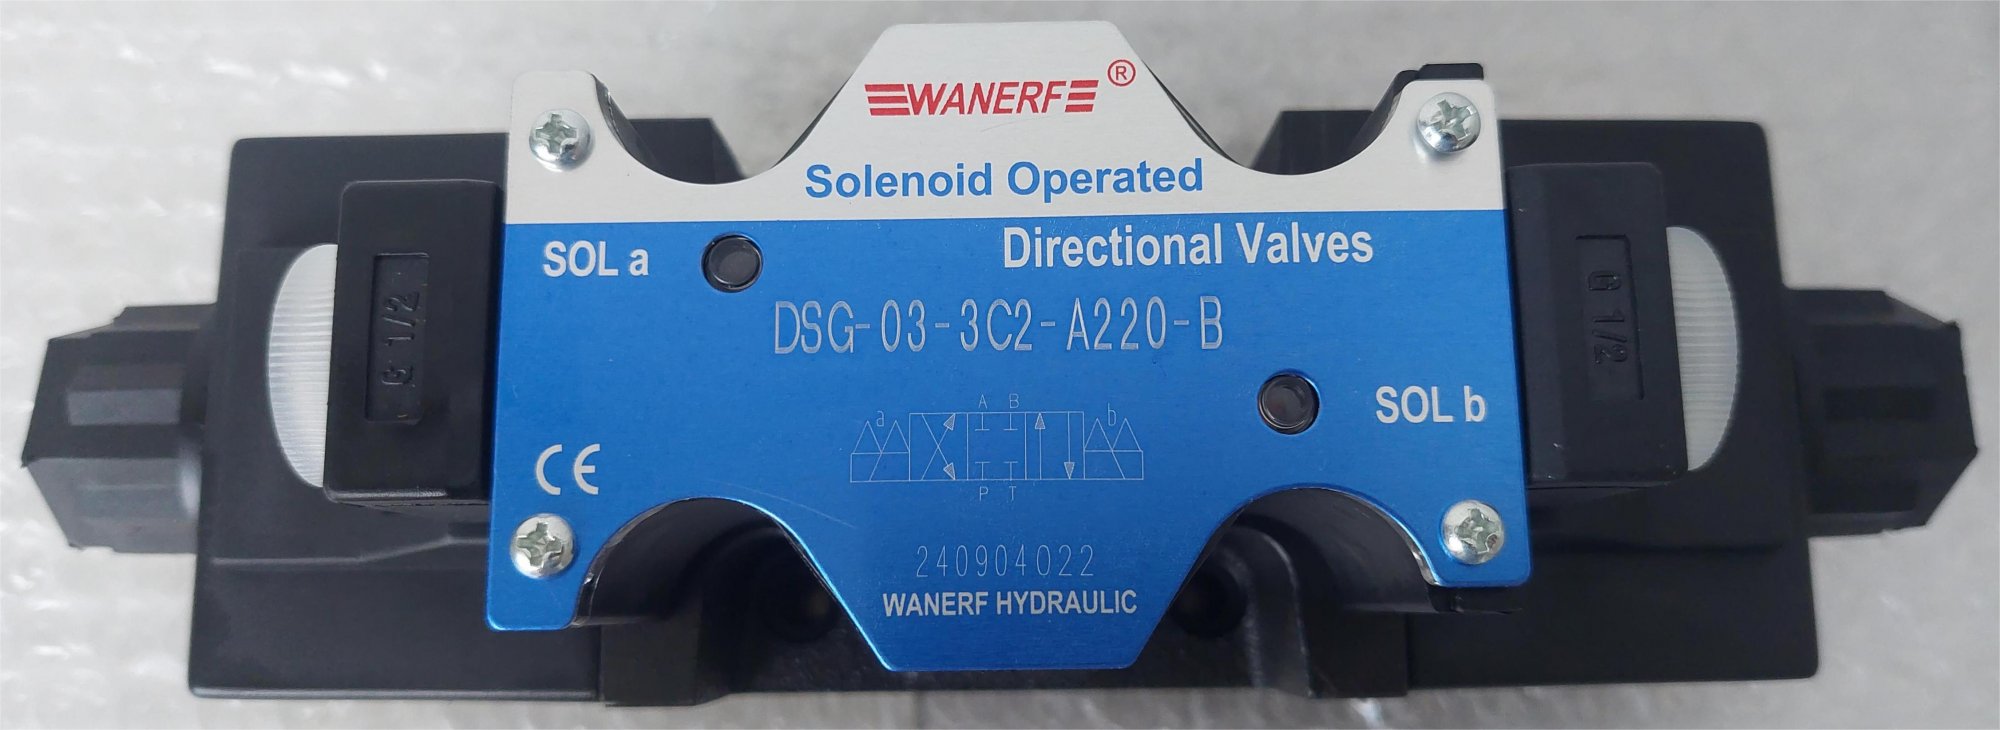 WANERF®
Solenoid Operated
SOL a
Directional Valves
DSG-03-3C2-A220-B
G 1/2
G 1/2
SOL b
A B
a
b
P T
CE
240904022
WANERF HYDRAULIC